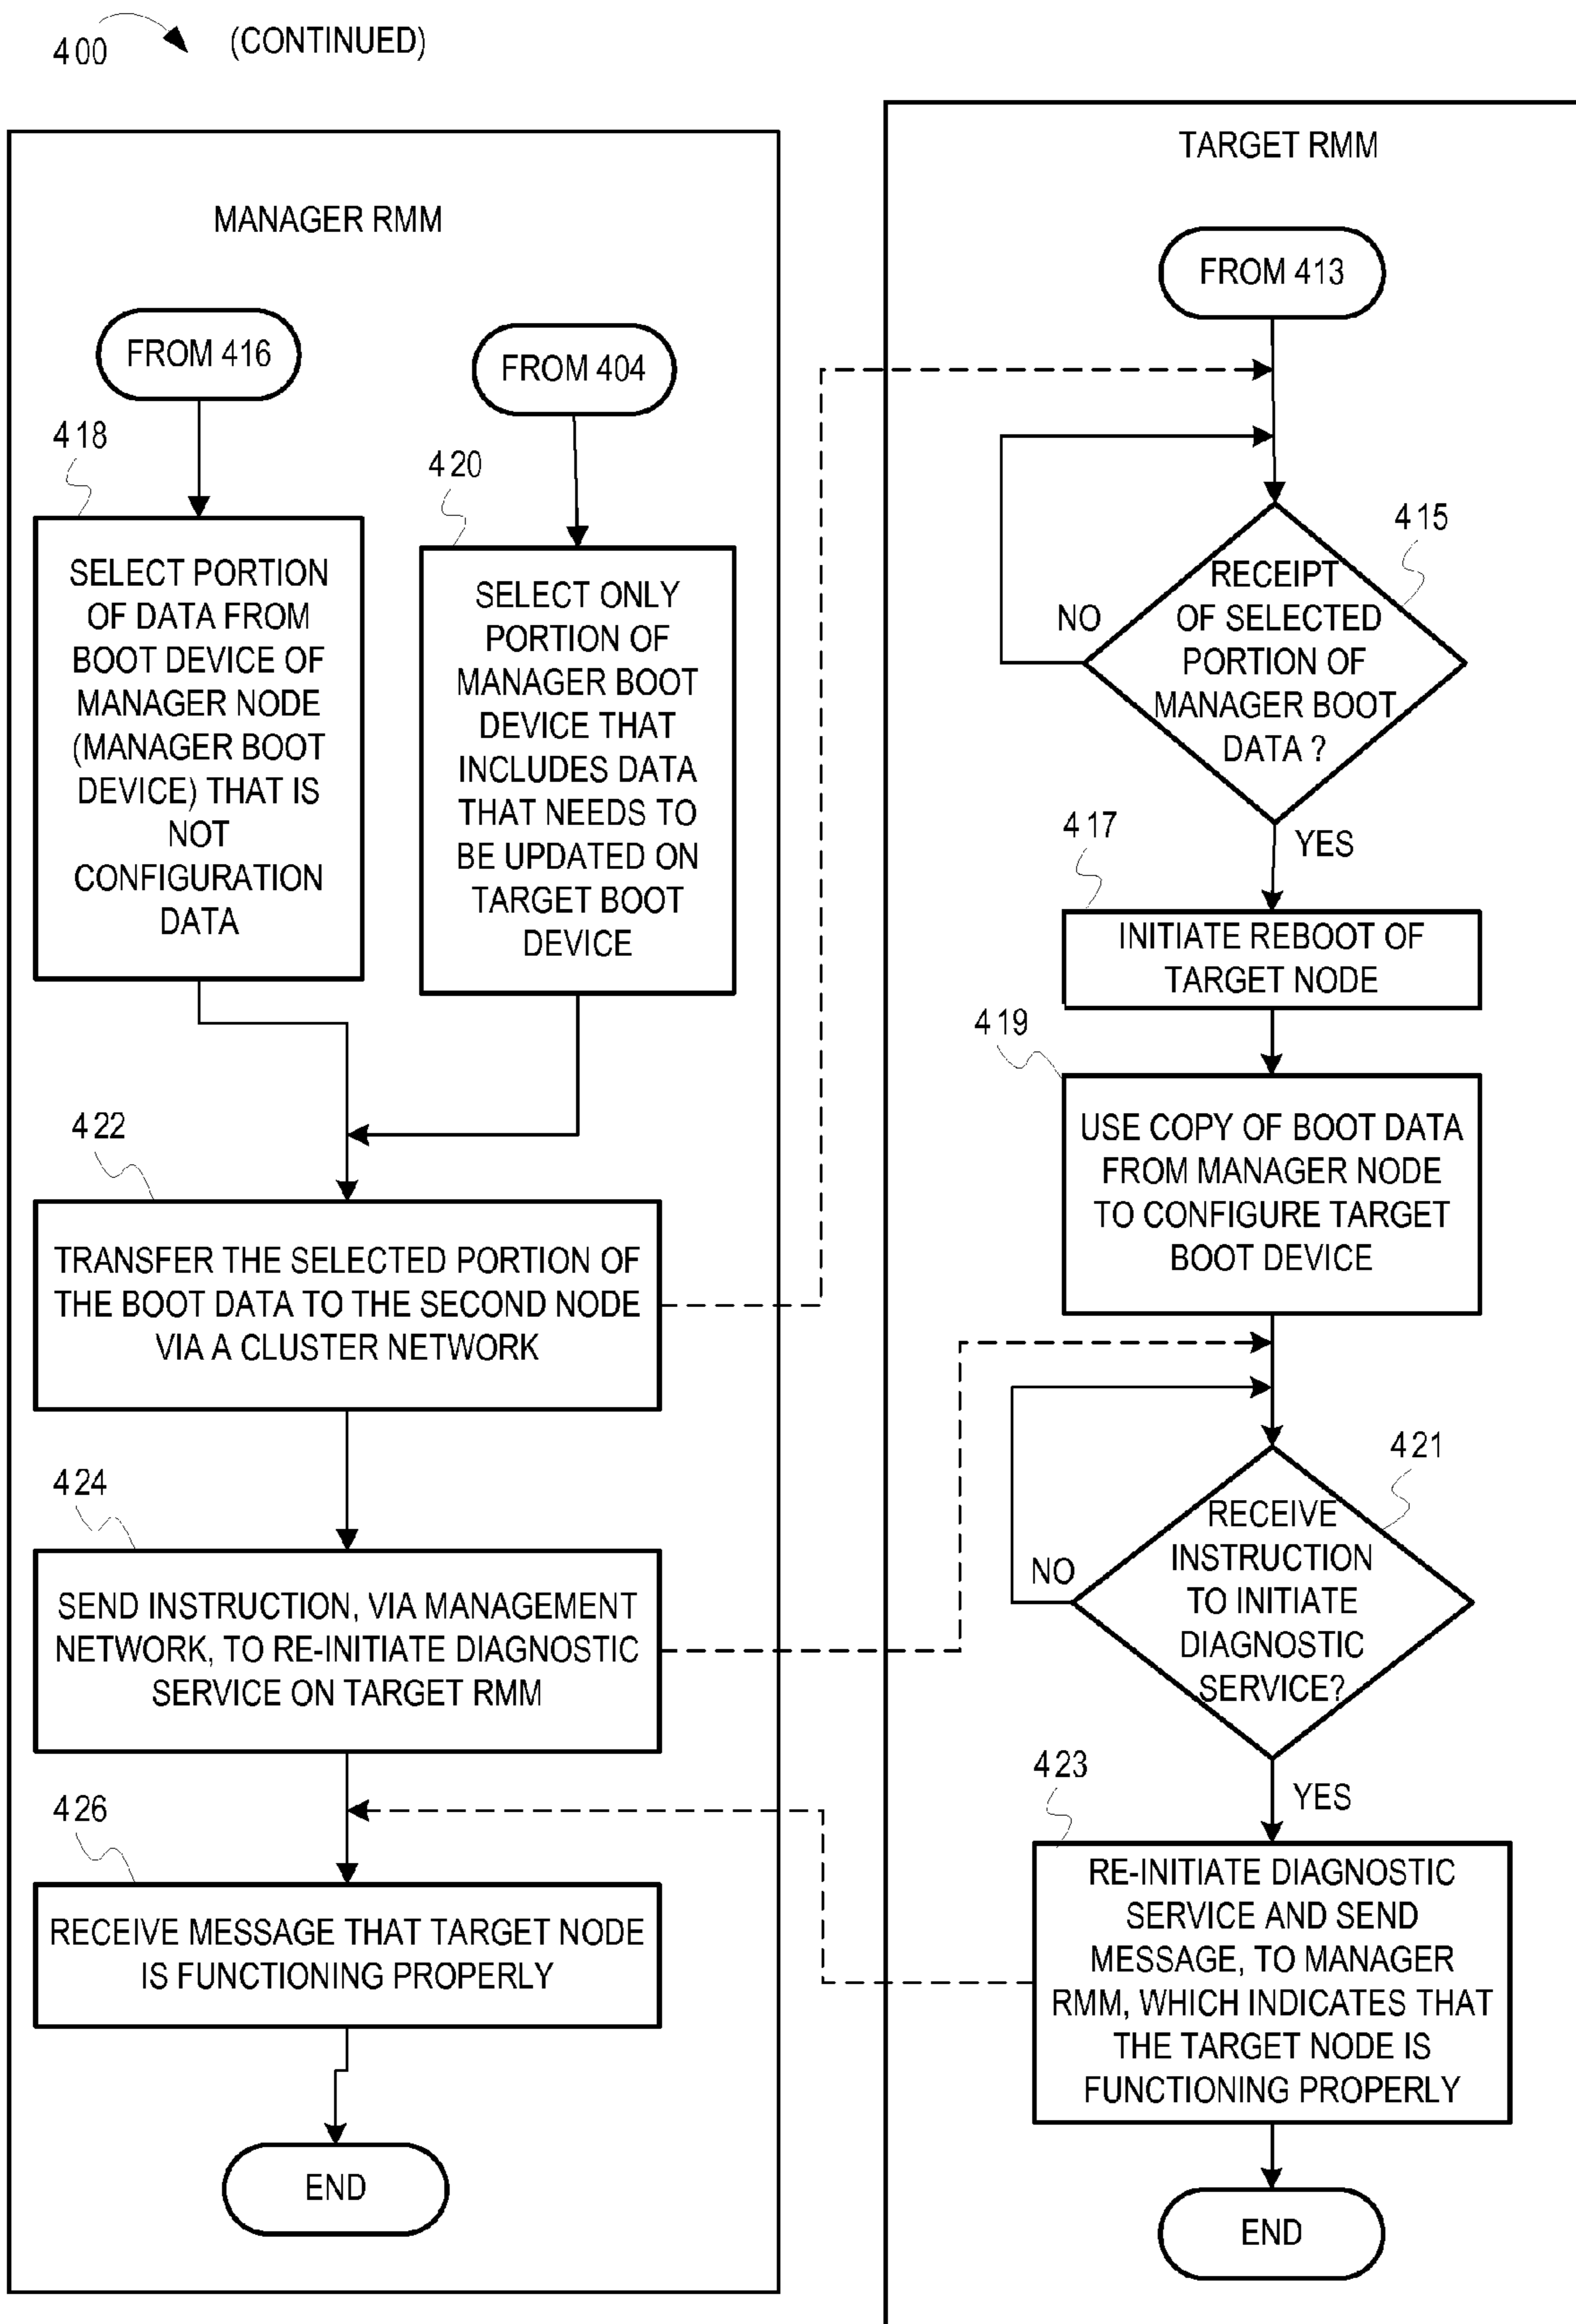 400
(CONTINUED)
MANAGER RMM
FROM 416
FROM 404
418
SELECT PORTION
OF DATA FROM
BOOT DEVICE OF
MANAGER NODE
(MANAGER BOOT
DEVICE) THAT IS
NOT
CONFIGURATION
DATA
420
SELECT ONLY
PORTION OF
MANAGER BOOT
DEVICE THAT
INCLUDES DATA
THAT NEEDS TO
BE UPDATED ON
TARGET BOOT
DEVICE
422
TRANSFER THE SELECTED PORTION OF
THE BOOT DATA TO THE SECOND NODE
VIA A CLUSTER NETWORK
424
SEND INSTRUCTION, VIA MANAGEMENT
NETWORK, TO RE-INITIATE DIAGNOSTIC
SERVICE ON TARGET RMM
426
RECEIVE MESSAGE THAT TARGET NODE
IS FUNCTIONING PROPERLY
END
TARGET RMM
FROM 413
415
RECEIPT
OF SELECTED
PORTION OF
MANAGER BOOT
DATA ?
NO
YES
417
INITIATE REBOOT OF
TARGET NODE
419
USE COPY OF BOOT DATA
FROM MANAGER NODE
TO CONFIGURE TARGET
BOOT DEVICE
421
RECEIVE
INSTRUCTION
TO INITIATE
DIAGNOSTIC
SERVICE?
NO
YES
423
RE-INITIATE DIAGNOSTIC
SERVICE AND SEND
MESSAGE, TO MANAGER
RMM, WHICH INDICATES THAT
THE TARGET NODE IS
FUNCTIONING PROPERLY
END